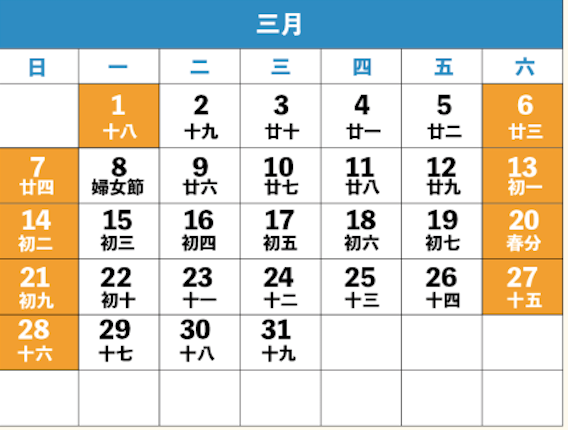 三月
日 一 二 三 四 五 六
1 2 3 4 5 6
十八 十九 廿十 廿一 廿二 廿三
7 8 9 10 11 12 13
廿四 婦女節 廿六 廿七 廿八 廿九 初一
14 15 16 17 18 19 20
初二 初三 初四 初五 初六 初七 春分
21 22 23 24 25 26 27
初九 初十 十一 十二 十三 十四 十五
28 29 30 31
十六 十七 十八 十九